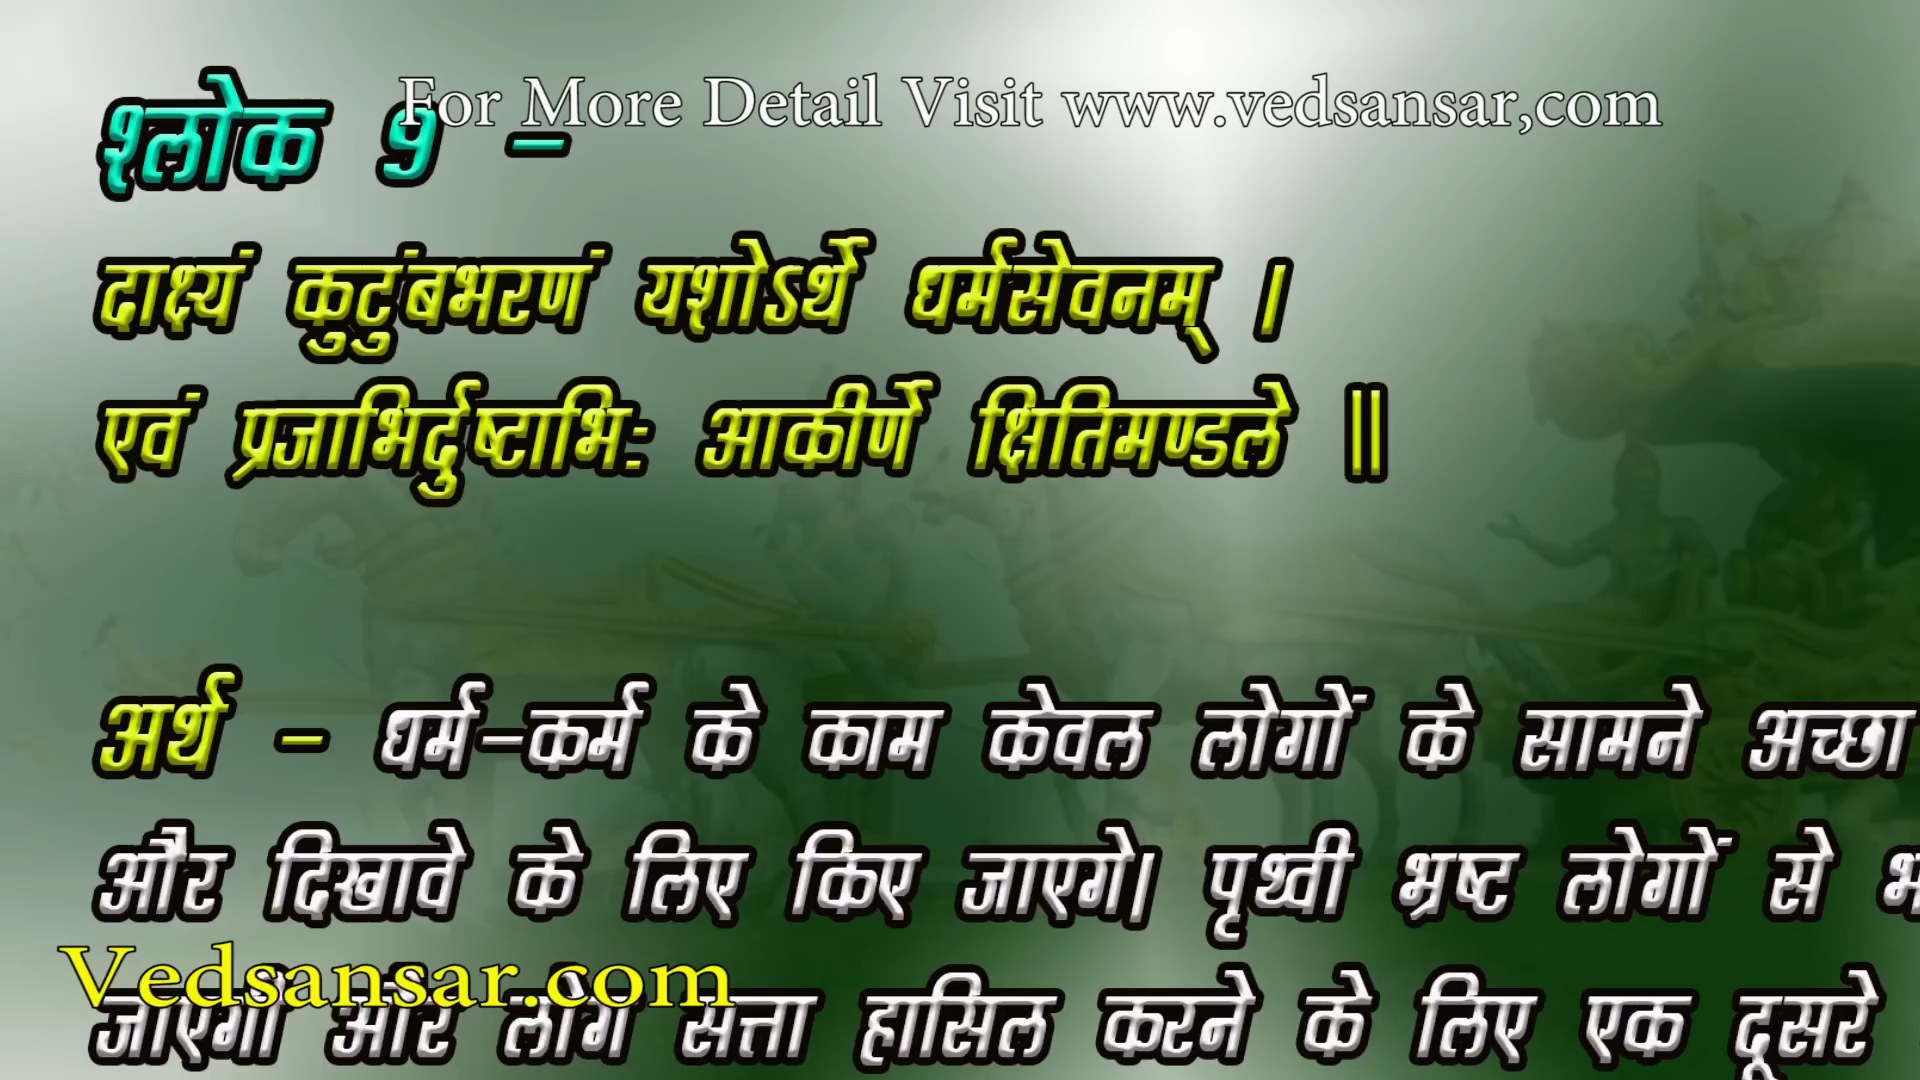 श्लोक 9 -
For More Detail Visit www.vedsansar,com
दाक्ष्यं कुटुंबभरणं यशोऽर्थे धर्मसेवनम् ।
एवं प्रजाभिर्दुष्टाभि: आकीर्णे क्षितिमण्डले ||
अर्थ - धर्म-कर्म के काम केवल लोगों के सामने अच्छा
और दिखावे के लिए किए जाएगे। पृथ्वी भ्रष्ट लोगों से
Vedsansar.com
जाएगी और लोग सत्ता हासिल करने के लिए एक दूसरे